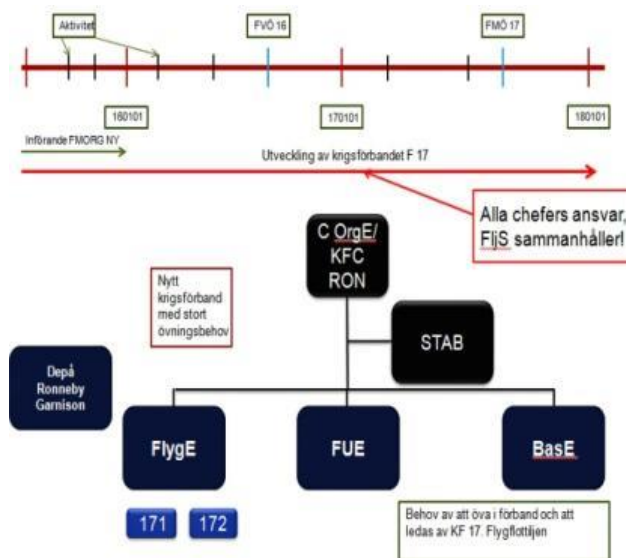 Aktivitet
FVÖ 16
FMÖ 17
160101
170101
180101
Införande FMORG NY
Utveckling av krigsförbandet F 17
Alla chefers ansvar,
FljS sammanhåller!
C OrgE/
KFC
RON
Nytt
krigsförband
med stort
övningsbehov
STAB
Depå
Ronneby
Garnison
FlygE
FUE
BasE
171
172
Behov av att öva i förband och att
ledas av KF 17. Flygflottiljen